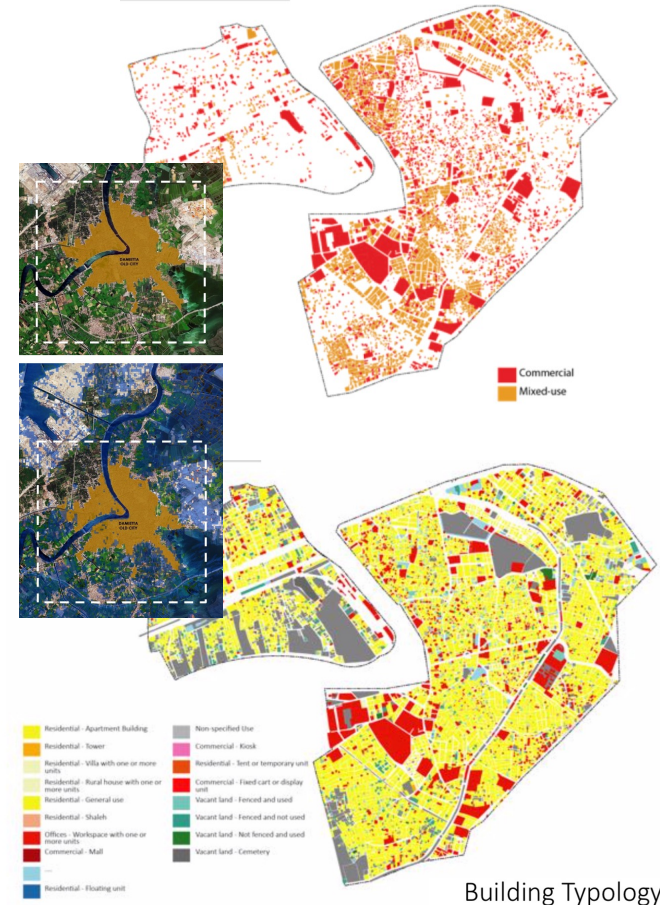 DAMIETTA
OLD CITY
Commercial
Mixed-use
DAMIETTA
OLD CITY
Residential - Apartment Building
Residential - Tower
Residential - Villa with one or more
units
Residential - Rural house with one or
more units
Residential - General use
Residential - Shaleh
Offices - Workspace with one or
more units
Commercial - Mall
---
Residential - Floating unit
Non-specified Use
Commercial - Kiosk
Residential - Tent or temporary unit
Commercial - Fixed cart or display
unit
Vacant land - Fenced and used
Vacant land - Fenced and not used
Vacant land - Not fenced and used
Vacant land - Cemetery
Building Typology